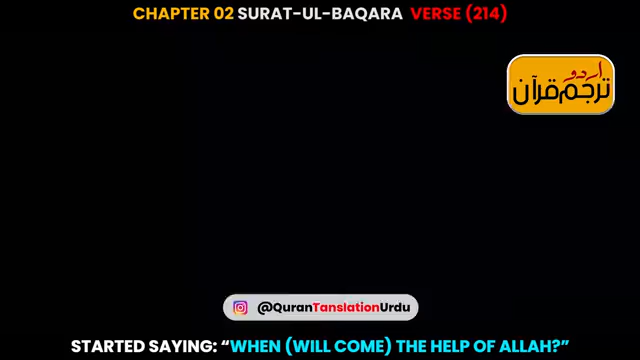 CHAPTER 02 SURAT-UL-BAQARA VERSE (214)
اردو
ترجم قرآن
@QuranTanslationUrdu
STARTED SAYING: “WHEN (WILL COME) THE HELP OF ALLAH?”